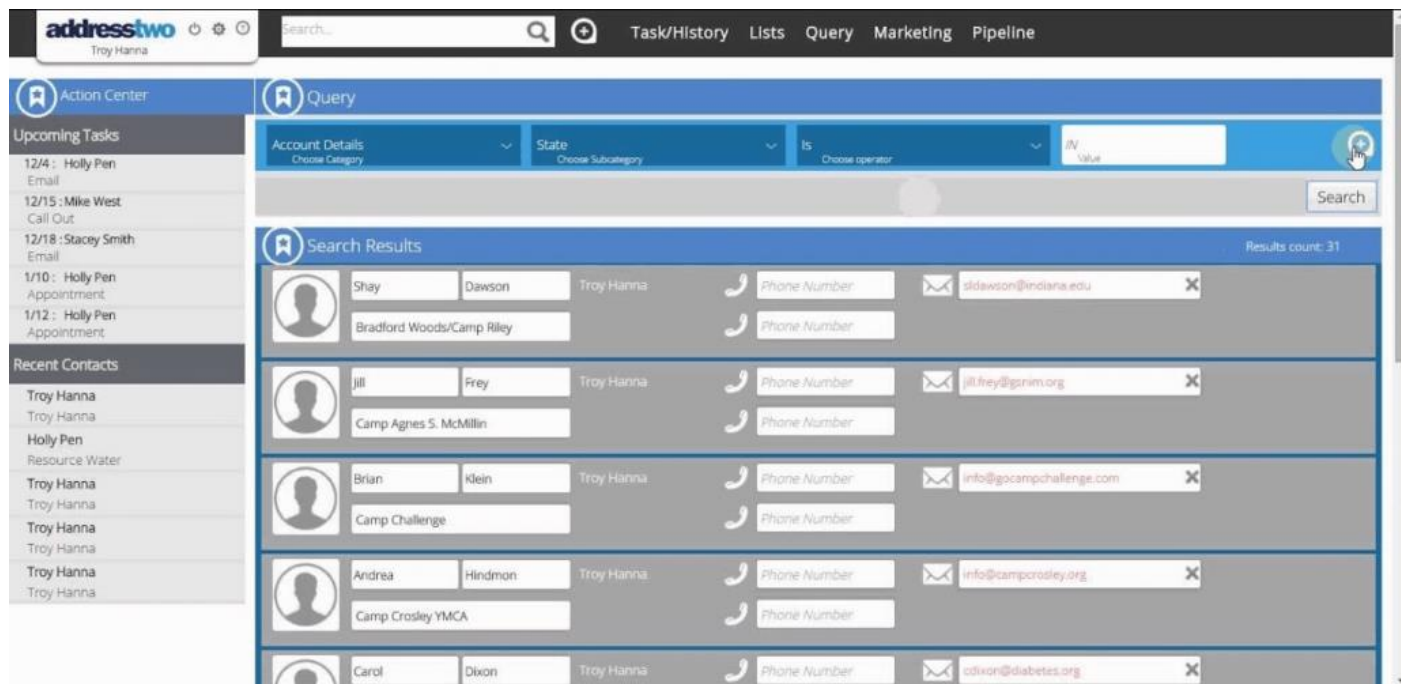 addresstwo
Troy Hanna
Search...
Task/History Lists Query Marketing Pipeline
Action Center
Upcoming Tasks
12/4 : Holly Pen
Email
12/15 : Mike West
Call Out
12/18 : Stacey Smith
Email
1/10 : Holly Pen
Appointment
1/12 : Holly Pen
Appointment
Recent Contacts
Troy Hanna
Troy Hanna
Holly Pen
Resource Water
Troy Hanna
Troy Hanna
Troy Hanna
Troy Hanna
Troy Hanna
Troy Hanna
Query
Account Details State Is IN
Choose Category Choose Subcategory Choose operator Value
Search
Search Results Results count: 31
Shay Dawson Troy Hanna Phone Number sldawson@indiana.edu
Bradford Woods/Camp Riley Phone Number
Jill Frey Troy Hanna Phone Number jill.frey@gsnim.org
Camp Agnes S. McMillin Phone Number
Brian Klein Troy Hanna Phone Number info@gocampchallenge.com
Camp Challenge Phone Number
Andrea Hindmon Troy Hanna Phone Number info@campcrosley.org
Camp Crosley YMCA Phone Number
Carol Dixon Troy Hanna Phone Number cdixon@diabetes.org